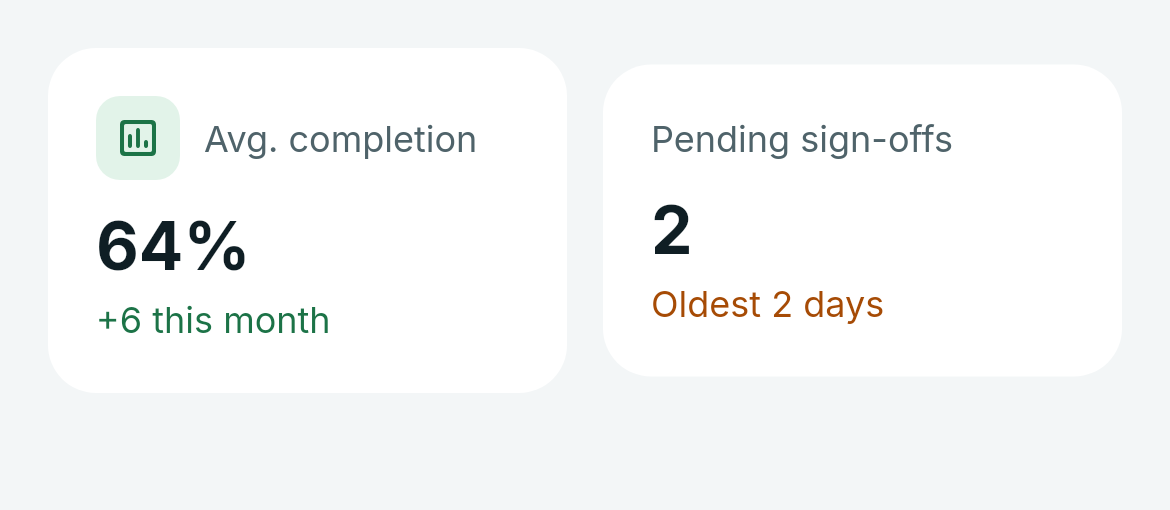 Avg. completion
64%
+6 this month
Pending sign-offs
2
Oldest 2 days